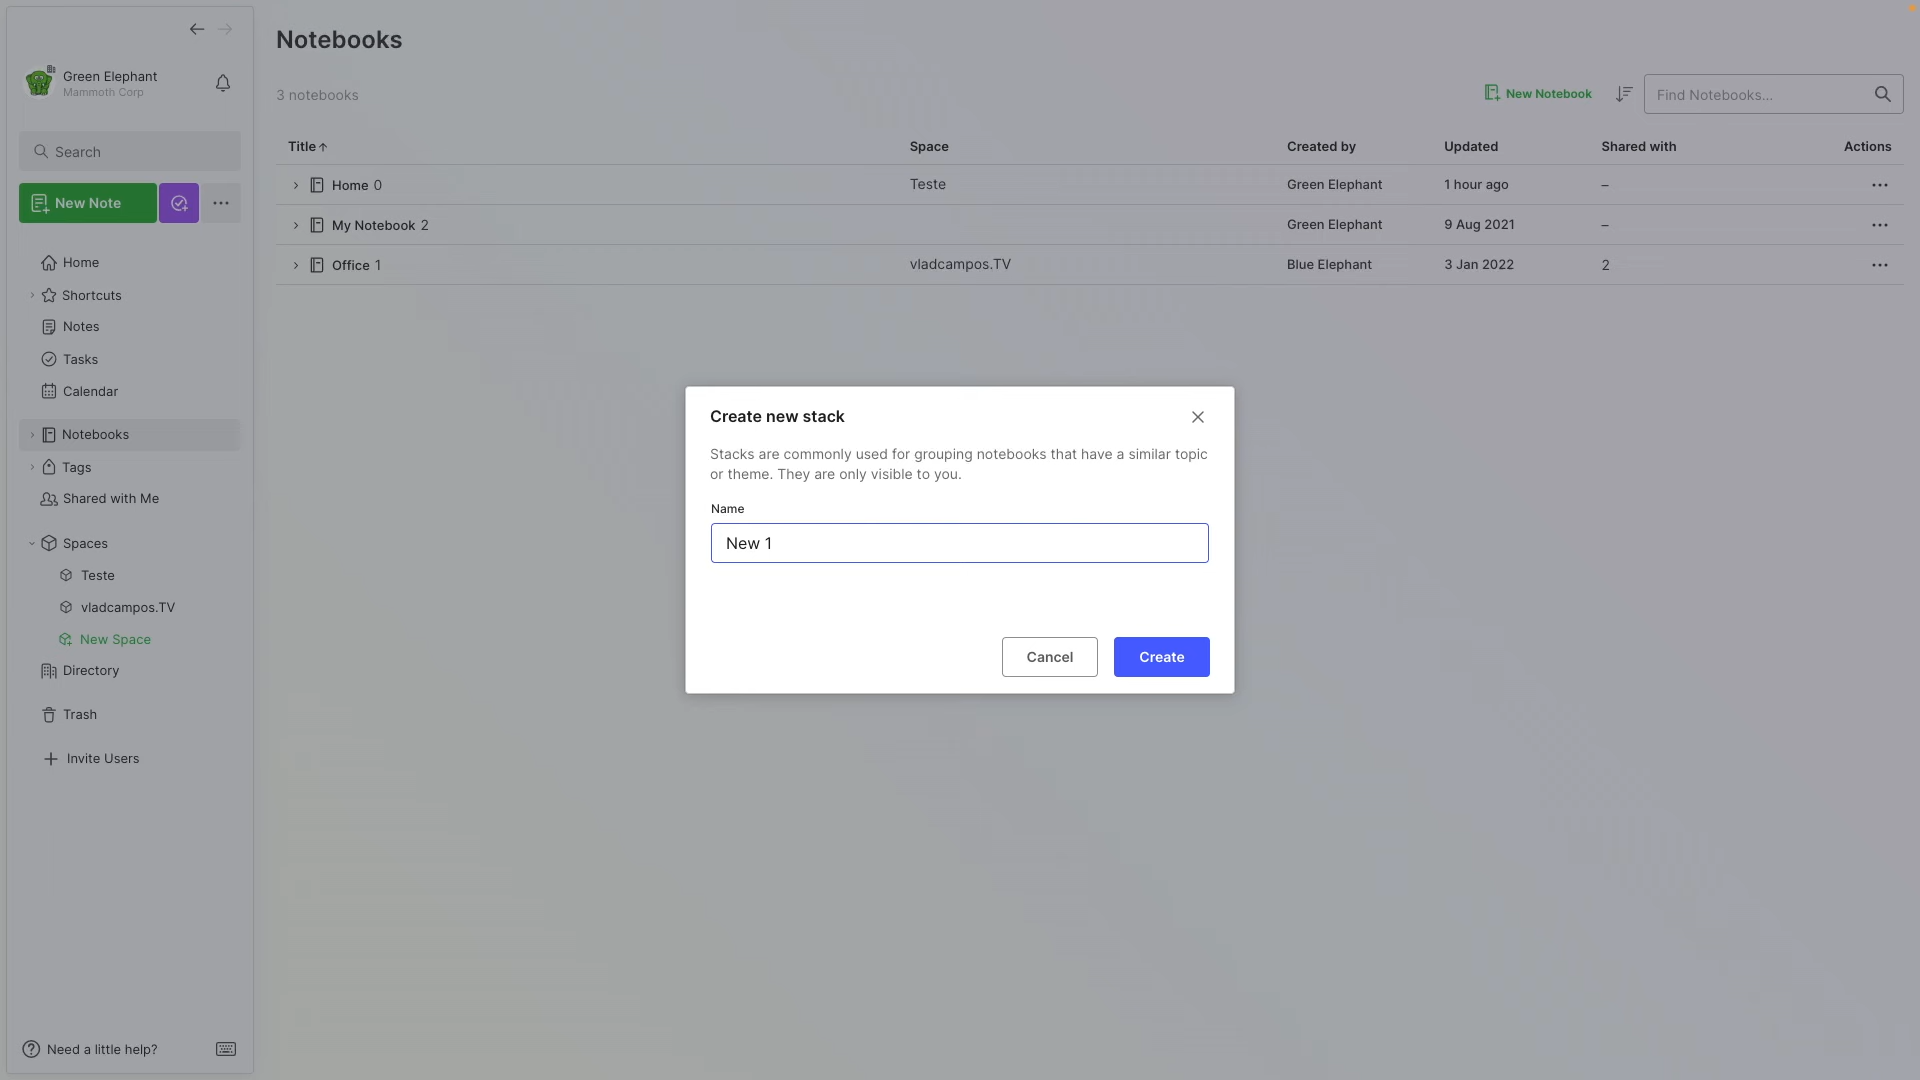 Green Elephant
Mammoth Corp
Search
New Note
Home
Shortcuts
Notes
Tasks
Calendar
Notebooks
Tags
Shared with Me
Spaces
Teste
vladcampos.TV
New Space
Directory
Trash
Invite Users
Need a little help?
Notebooks
3 notebooks
New Notebook
Find Notebooks...
Title Space Created by Updated Shared with Actions
Home 0 Teste Green Elephant 1 hour ago –
My Notebook 2 Green Elephant 9 Aug 2021 –
Office 1 vladcampos.TV Blue Elephant 3 Jan 2022 2
Create new stack
Stacks are commonly used for grouping notebooks that have a similar topic
or theme. They are only visible to you.
Name
New 1
Cancel Create